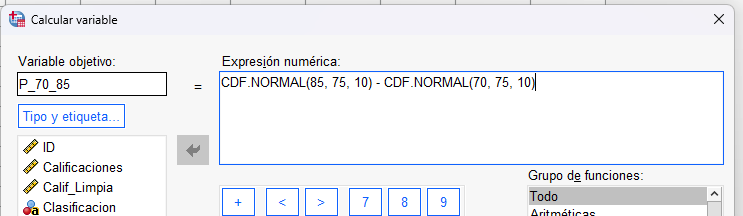 Calcular variable
Variable objetivo:
Expresión numérica:
P_70_85
=
CDF.NORMAL(85, 75, 10) - CDF.NORMAL(70, 75, 10)
Tipo y etiqueta...
ID
Calificaciones
Calif_Limpia
Clasificacion
+ < > 7 8 9
Grupo de funciones:
Todo
Aritméticas